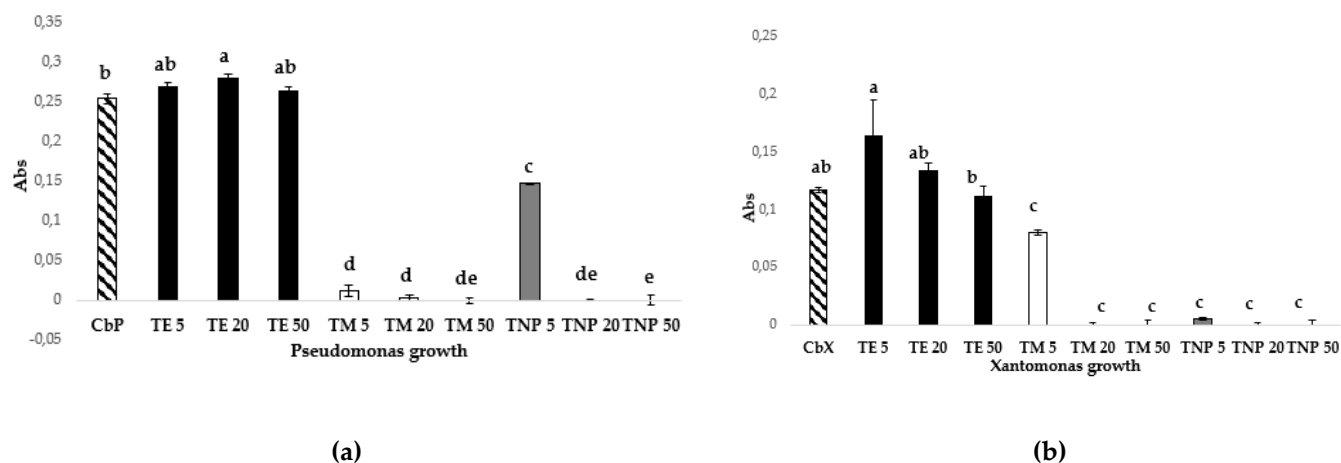 0,35
0,3
0,25
0,2
0,15
0,1
0,05
0
-0,05
Abs
b ab a ab d d de c de e
CbP TE 5 TE 20 TE 50 TM 5 TM 20 TM 50 TNP 5 TNP 20 TNP 50
Pseudomonas growth
(a)
0,25
0,2
0,15
0,1
0,05
0
Abs
ab a ab b c c c c c c
CbX TE 5 TE 20 TE 50 TM 5 TM 20 TM 50 TNP 5 TNP 20 TNP 50
Xantomonas growth
(b)